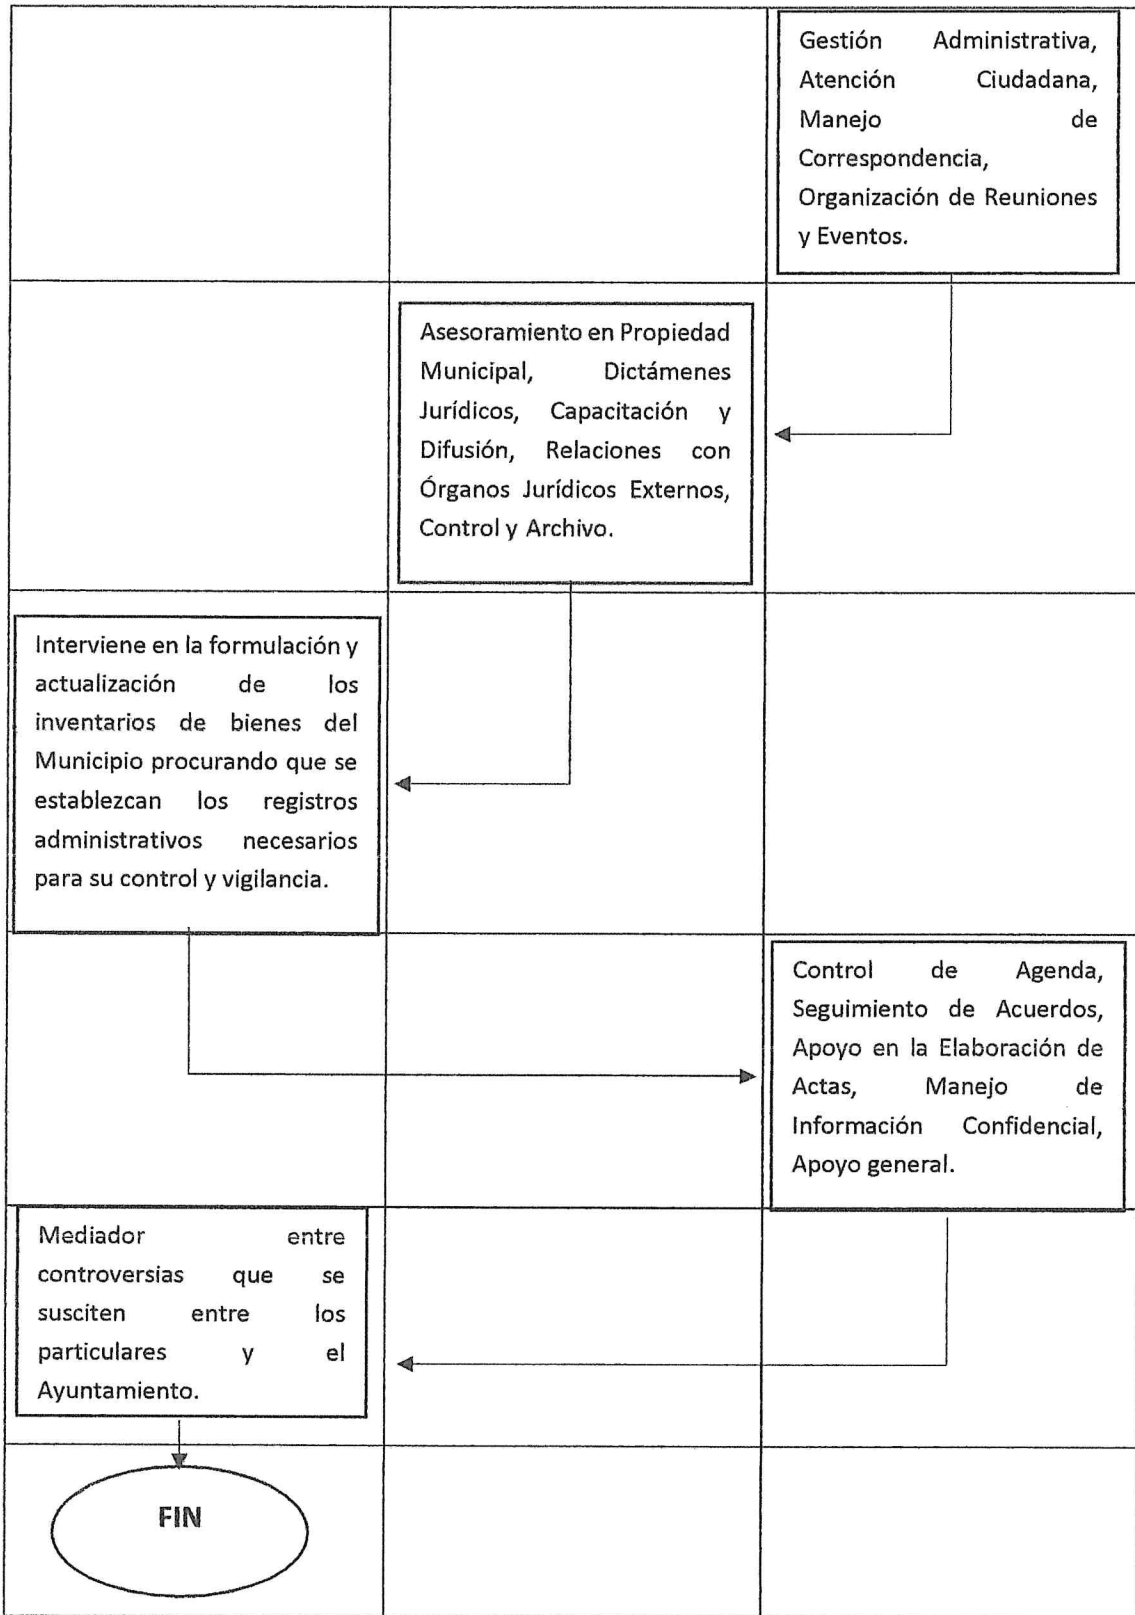 Gestión Administrativa,
Atención Ciudadana,
Manejo de
Correspondencia,
Organización de Reuniones
y Eventos.
Asesoramiento en Propiedad
Municipal, Dictámenes
Jurídicos, Capacitación y
Difusión, Relaciones con
Órganos Jurídicos Externos,
Control y Archivo.
Interviene en la formulación y
actualización de los
inventarios de bienes del
Municipio procurando que se
establezcan los registros
administrativos necesarios
para su control y vigilancia.
Control de Agenda,
Seguimiento de Acuerdos,
Apoyo en la Elaboración de
Actas, Manejo de
Información Confidencial,
Apoyo general.
Mediador entre
controversias que se
susciten entre los
particulares y el
Ayuntamiento.
FIN